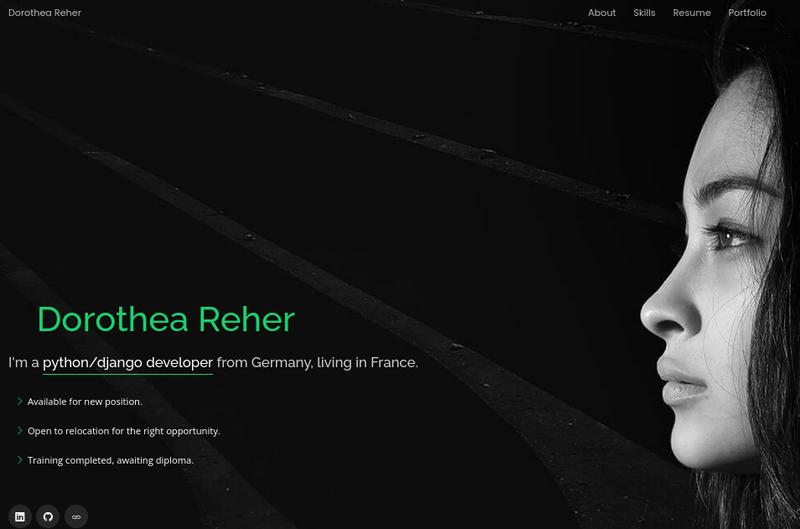 Dorothea Reher
About Skills Resume Portfolio
Dorothea Reher
I'm a python/django developer from Germany, living in France.
Available for new position.
Open to relocation for the right opportunity.
Training completed, awaiting diploma.